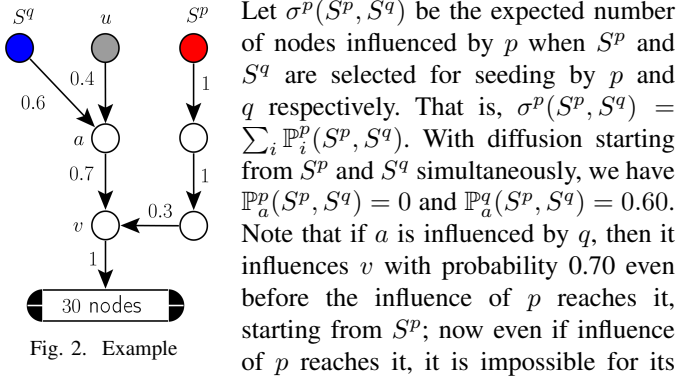 S^q
u
S^p
0.4
1
0.6
a
0.7
1
v
0.3
1
30 nodes
Fig. 2. Example
Let σ^p(S^p, S^q) be the expected number
of nodes influenced by p when S^p and
S^q are selected for seeding by p and
q respectively. That is, σ^p(S^p, S^q) =
∑_i ℙ_i^p(S^p, S^q). With diffusion starting
from S^p and S^q simultaneously, we have
ℙ_a^p(S^p, S^q) = 0 and ℙ_a^q(S^p, S^q) = 0.60.
Note that if a is influenced by q, then it
influences v with probability 0.70 even
before the influence of p reaches it,
starting from S^p; now even if influence
of p reaches it, it is impossible for its